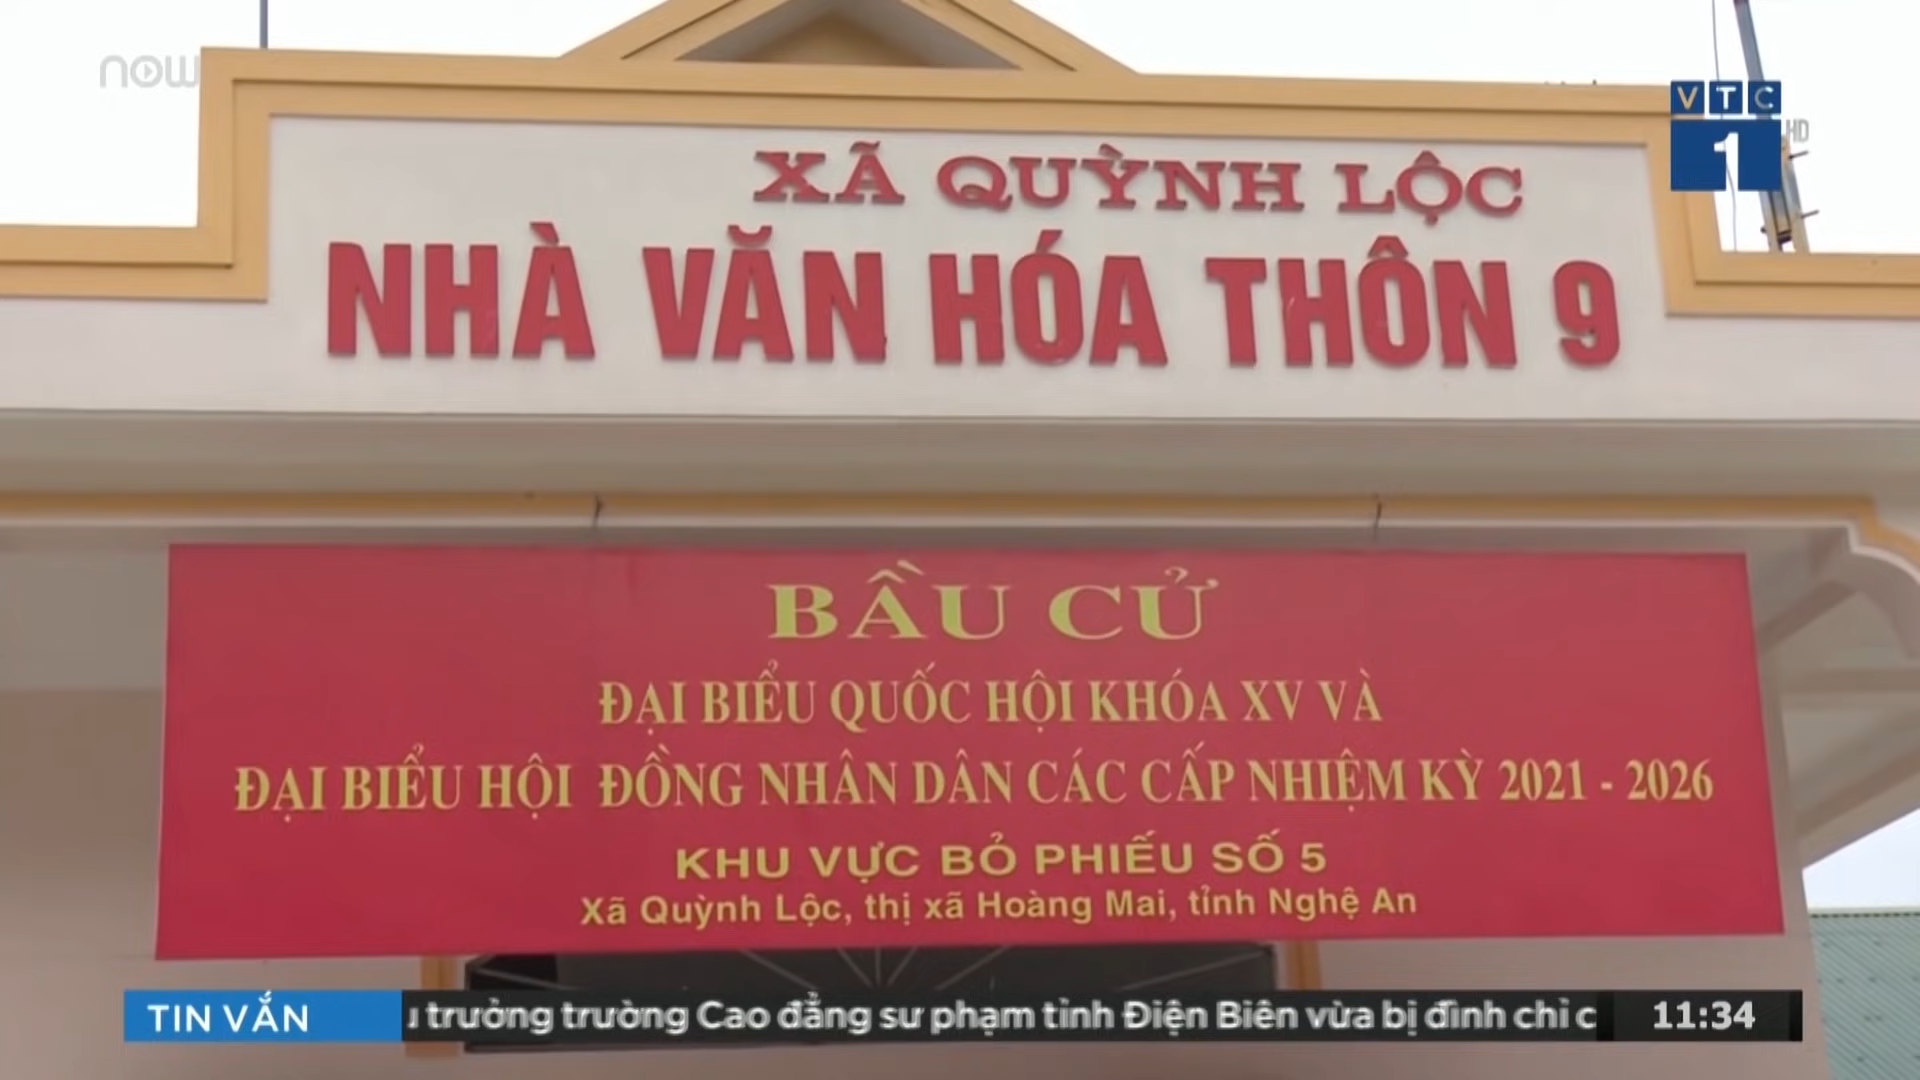 now
VTC
1
HD
XÃ QUỲNH LỘC
NHÀ VĂN HÓA THÔN 9
BẦU CỬ
ĐẠI BIỂU QUỐC HỘI KHÓA XV VÀ
ĐẠI BIỂU HỘI ĐỒNG NHÂN DÂN CÁC CẤP NHIỆM KỲ 2021 - 2026
KHU VỰC BỎ PHIẾU SỐ 5
Xã Quỳnh Lộc, thị xã Hoàng Mai, tỉnh Nghệ An
TIN VẮN
trưởng trường Cao đẳng sư phạm tỉnh Điện Biên vừa bị đình chỉ
11:34